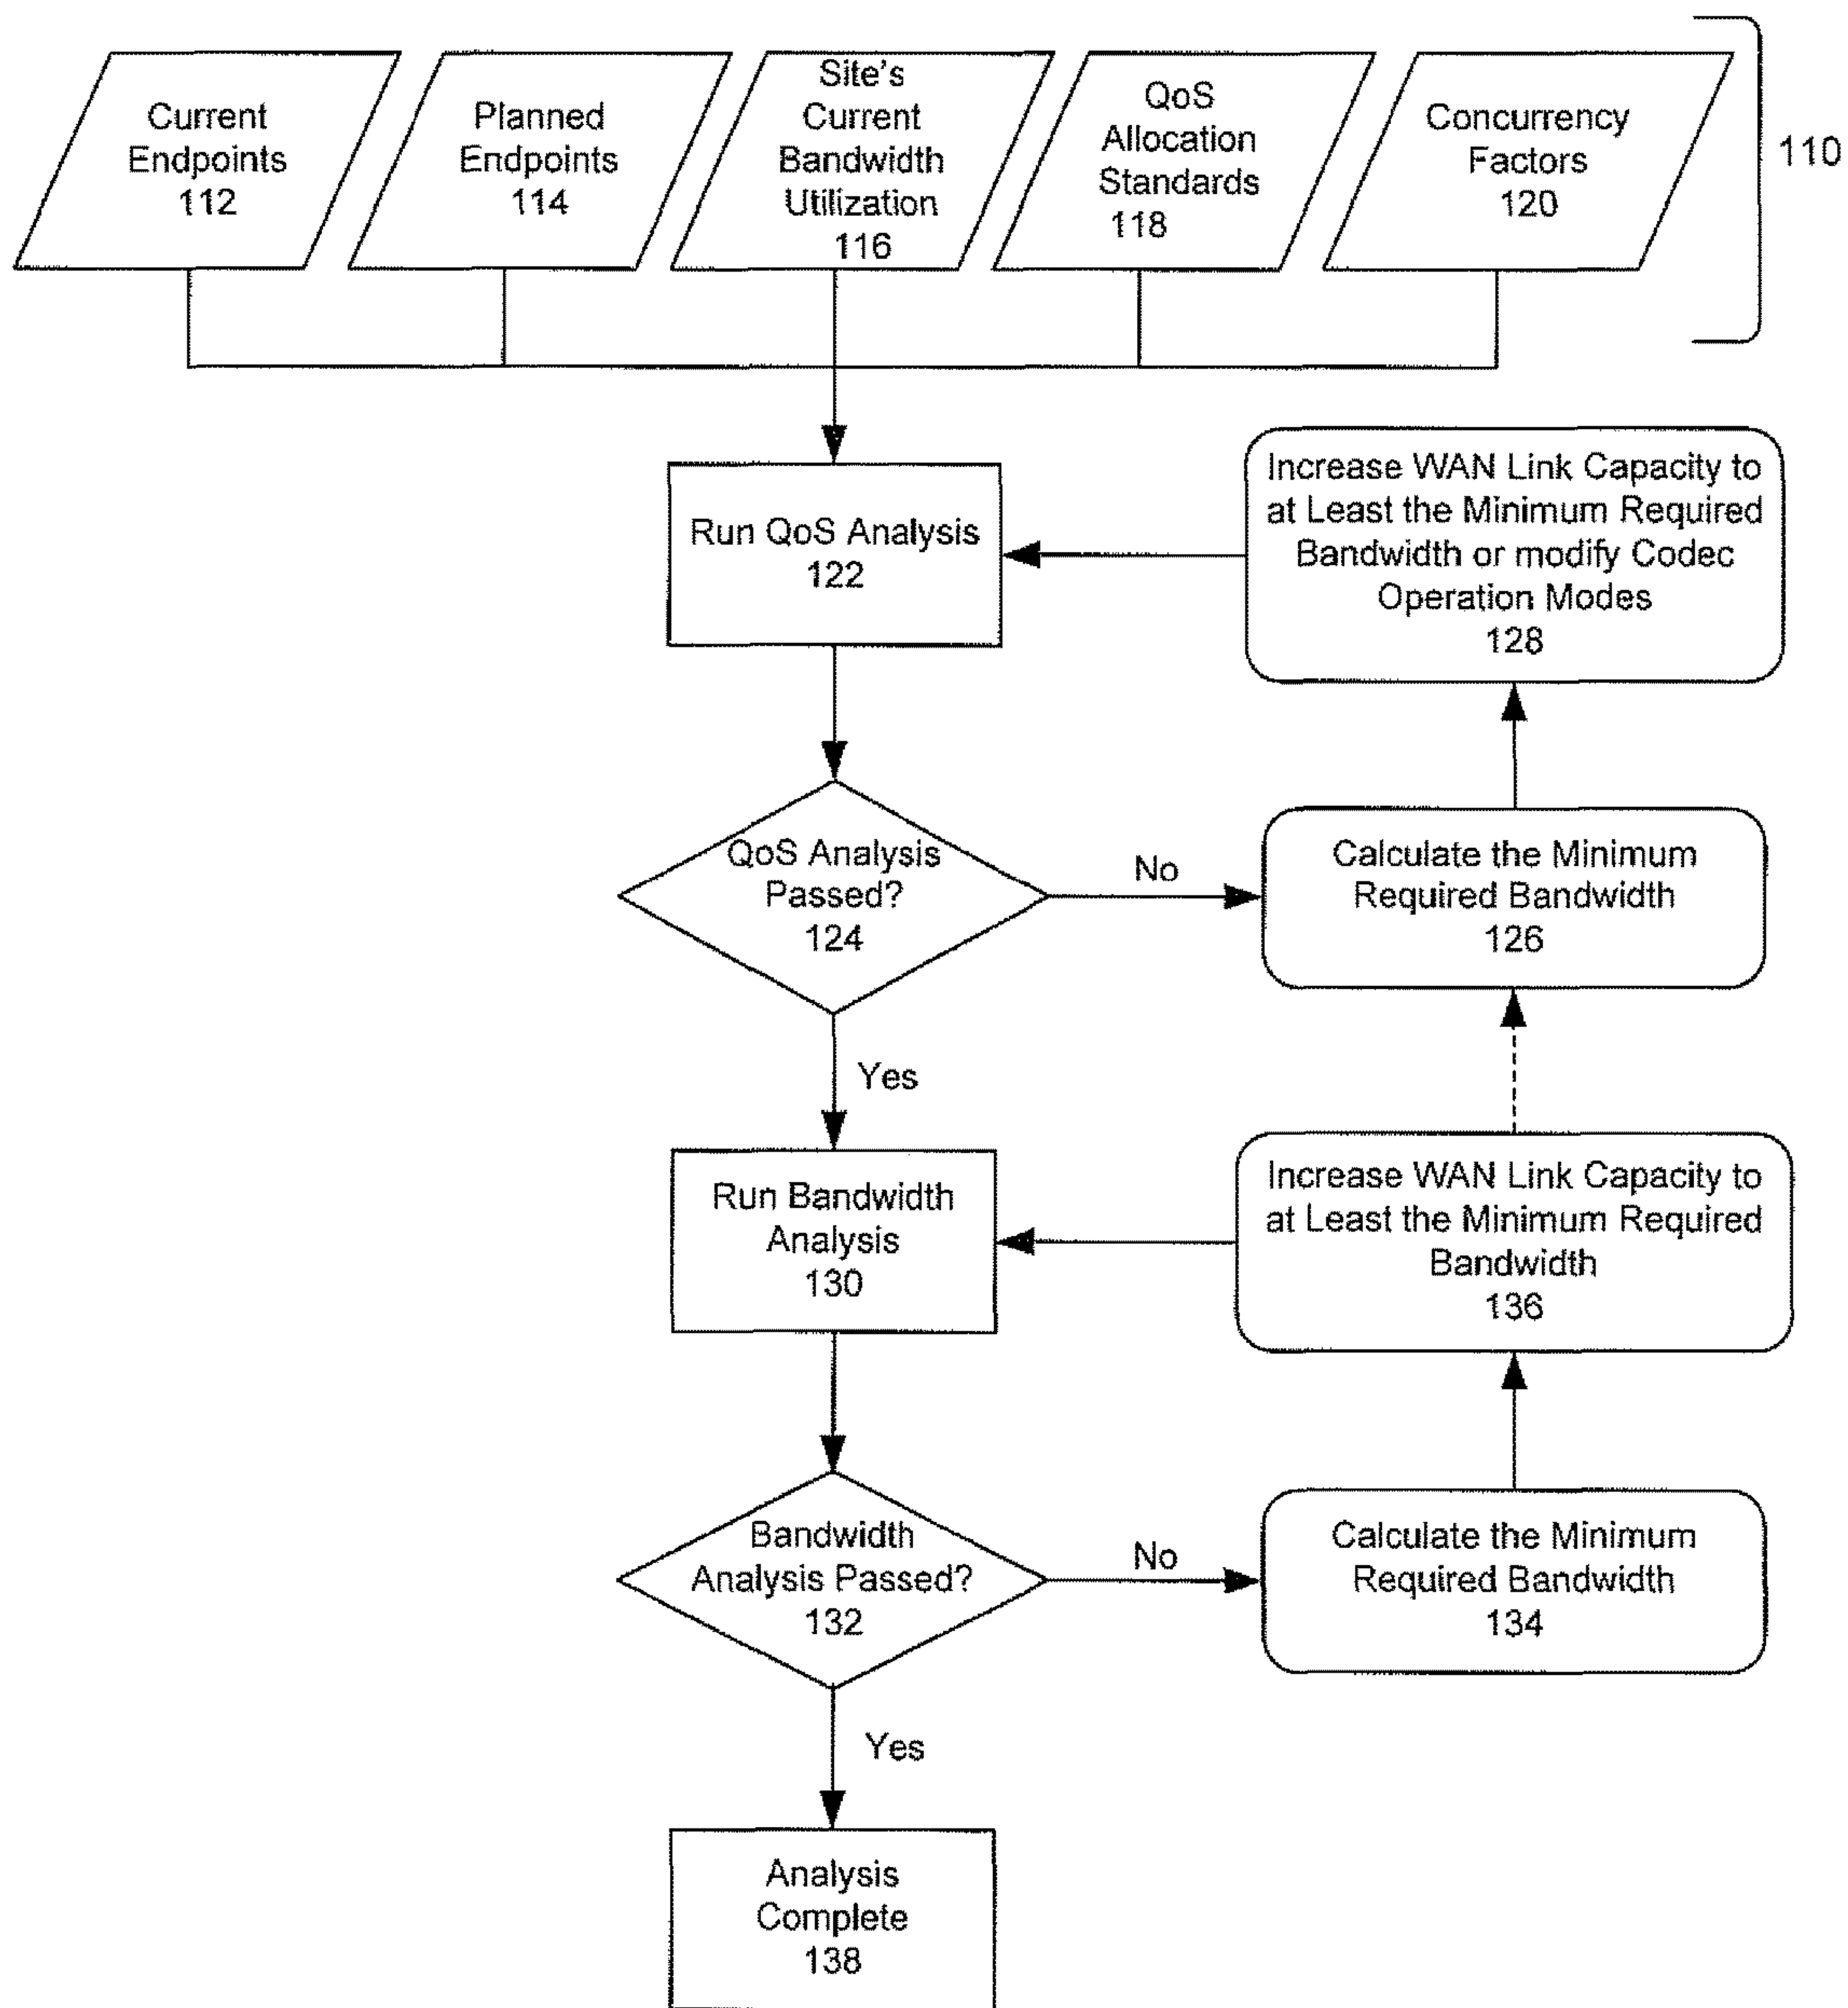 Current
Endpoints
112
Planned
Endpoints
114
Site's
Current
Bandwidth
Utilization
116
QoS
Allocation
Standards
118
Concurrency
Factors
120
110
Run QoS Analysis
122
Increase WAN Link Capacity to
at Least the Minimum Required
Bandwidth or modify Codec
Operation Modes
128
QoS Analysis
Passed?
124
No
Calculate the Minimum
Required Bandwidth
126
Yes
Run Bandwidth
Analysis
130
Increase WAN Link Capacity to
at Least the Minimum Required
Bandwidth
136
Bandwidth
Analysis Passed?
132
No
Calculate the Minimum
Required Bandwidth
134
Yes
Analysis
Complete
138